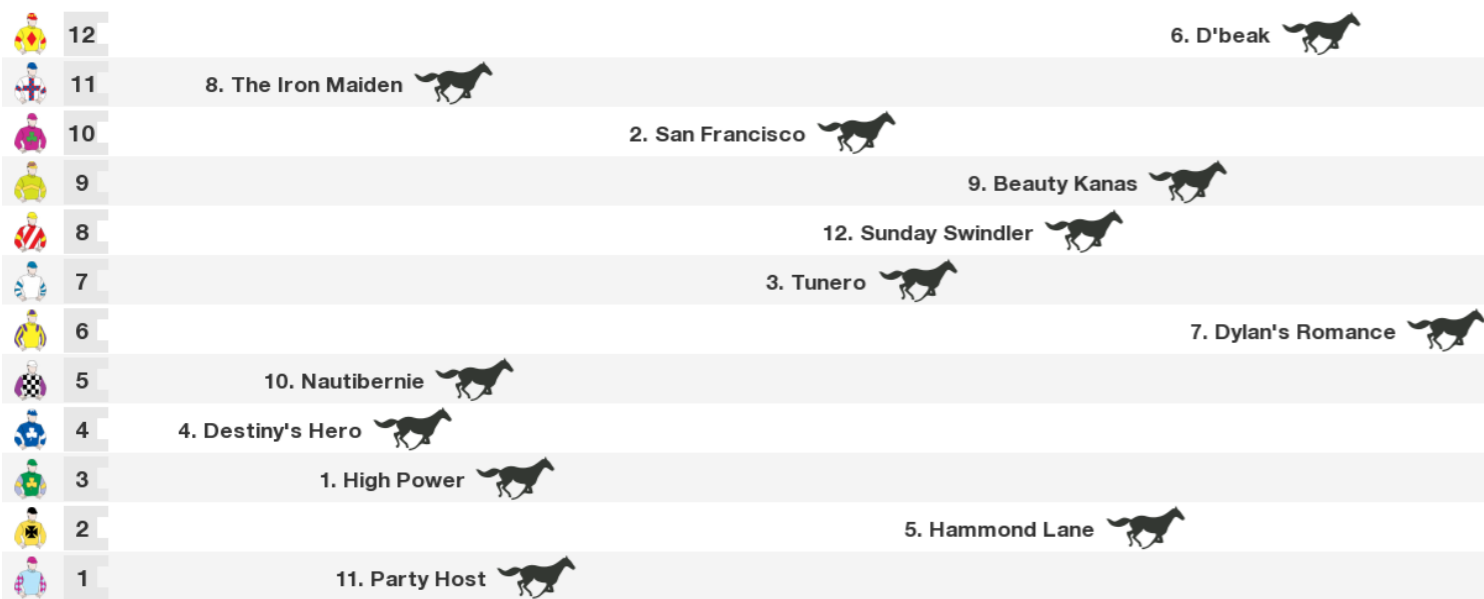 12 6. D'beak
11 8. The Iron Maiden
10 2. San Francisco
9 9. Beauty Kanas
8 12. Sunday Swindler
7 3. Tunero
6 7. Dylan's Romance
5 10. Nautibernie
4 4. Destiny's Hero
3 1. High Power
2 5. Hammond Lane
1 11. Party Host